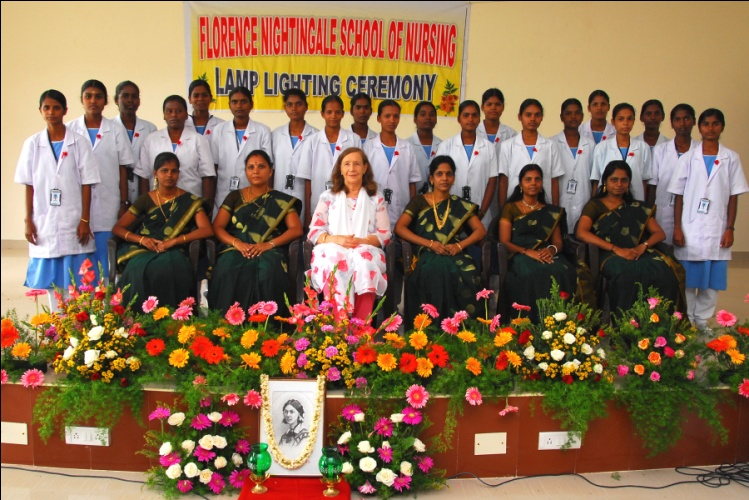 FLORENCE NIGHTINGALE SCHOOL OF NURSING
LAMP LIGHTING CEREMONY